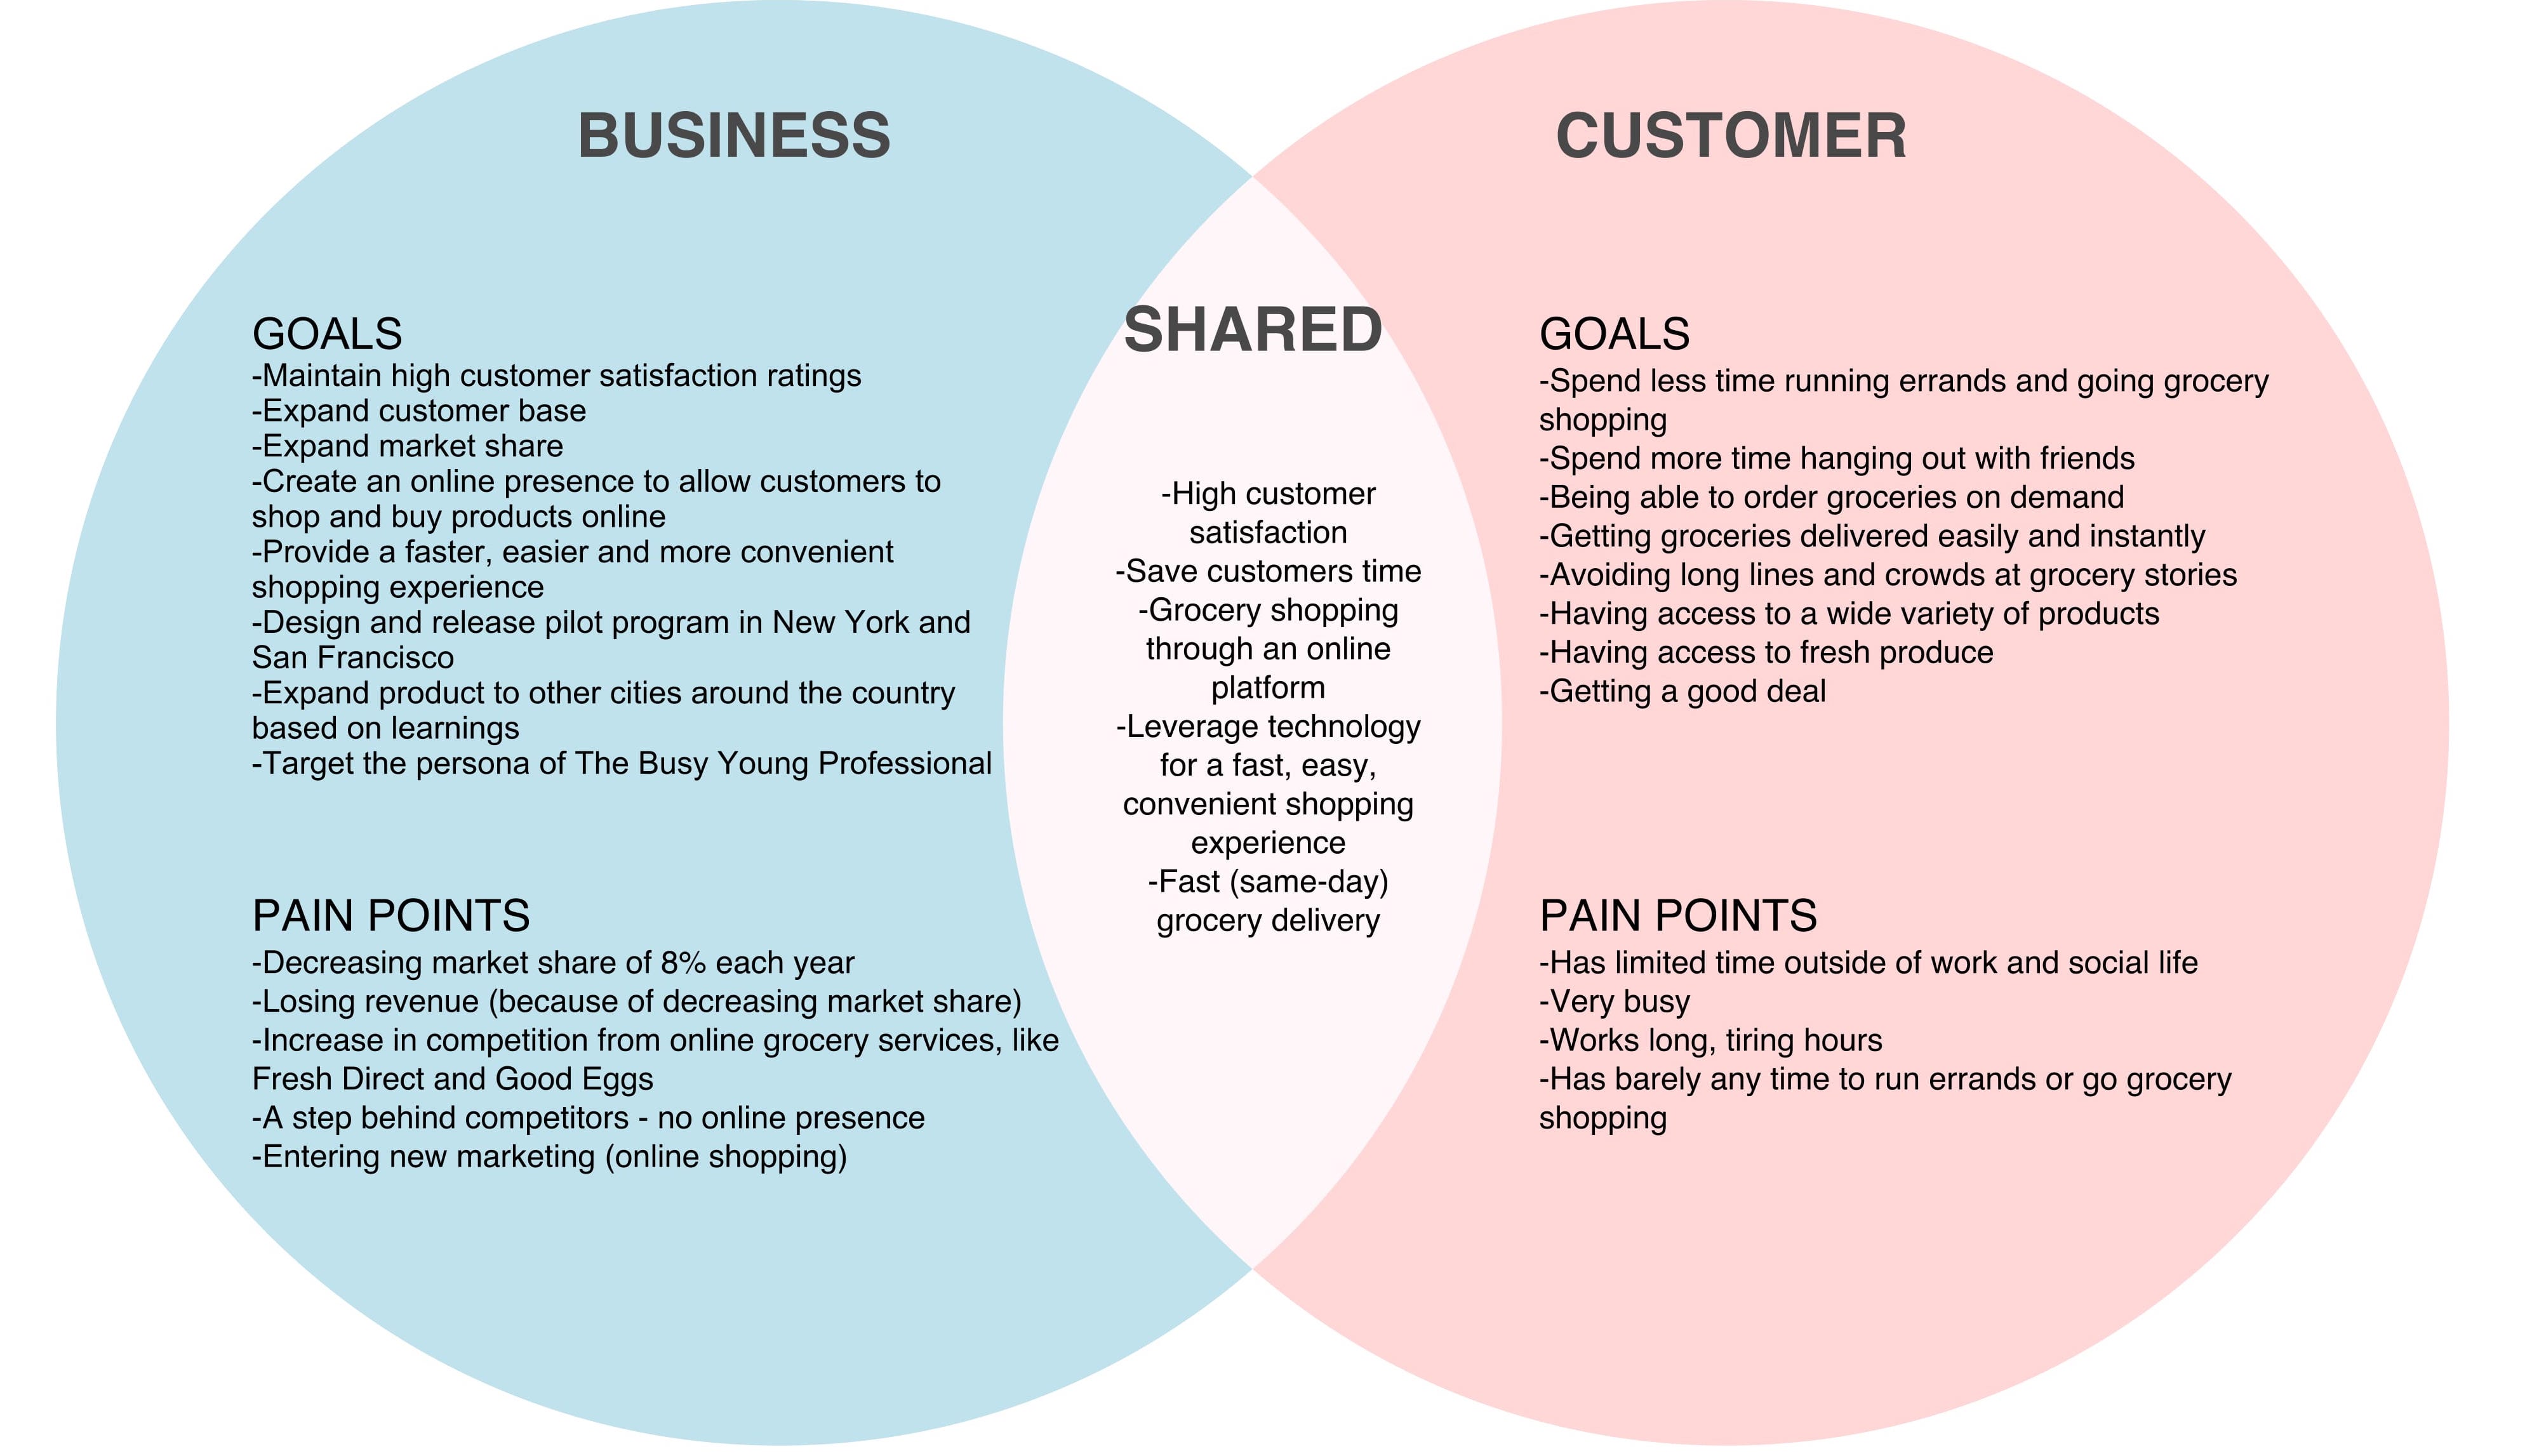 BUSINESS
GOALS
-Maintain high customer satisfaction ratings
-Expand customer base
-Expand market share
-Create an online presence to allow customers to
shop and buy products online
-Provide a faster, easier and more convenient
shopping experience
-Design and release pilot program in New York and
San Francisco
-Expand product to other cities around the country
based on learnings
-Target the persona of The Busy Young Professional
PAIN POINTS
-Decreasing market share of 8% each year
-Losing revenue (because of decreasing market share)
-Increase in competition from online grocery services, like
Fresh Direct and Good Eggs
-A step behind competitors - no online presence
-Entering new marketing (online shopping)
SHARED
-High customer
satisfaction
-Save customers time
-Grocery shopping
through an online
platform
-Leverage technology
for a fast, easy,
convenient shopping
experience
-Fast (same-day)
grocery delivery
CUSTOMER
GOALS
-Spend less time running errands and going grocery
shopping
-Spend more time hanging out with friends
-Being able to order groceries on demand
-Getting groceries delivered easily and instantly
-Avoiding long lines and crowds at grocery stories
-Having access to a wide variety of products
-Having access to fresh produce
-Getting a good deal
PAIN POINTS
-Has limited time outside of work and social life
-Very busy
-Works long, tiring hours
-Has barely any time to run errands or go grocery
shopping